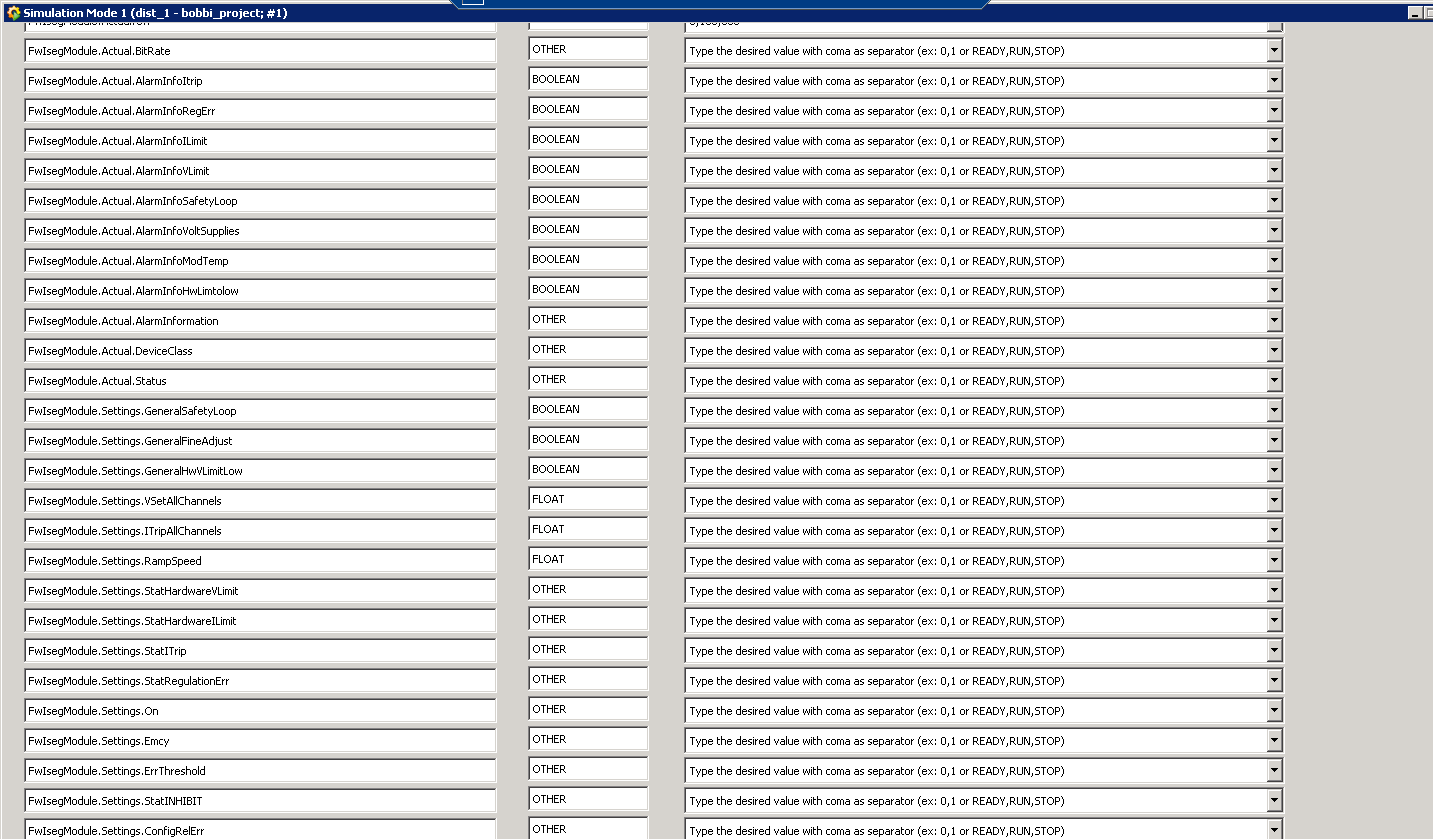 Simulation Mode 1 (dist_1 - bobbi_project; #1)
FwIsegModule.Actual.BitRate OTHER Type the desired value with coma as separator (ex: 0,1 or READY,RUN,STOP)
FwIsegModule.Actual.AlarmInfoItrip BOOLEAN Type the desired value with coma as separator (ex: 0,1 or READY,RUN,STOP)
FwIsegModule.Actual.AlarmInfoRegErr BOOLEAN Type the desired value with coma as separator (ex: 0,1 or READY,RUN,STOP)
FwIsegModule.Actual.AlarmInfoILimit BOOLEAN Type the desired value with coma as separator (ex: 0,1 or READY,RUN,STOP)
FwIsegModule.Actual.AlarmInfoVLimit BOOLEAN Type the desired value with coma as separator (ex: 0,1 or READY,RUN,STOP)
FwIsegModule.Actual.AlarmInfoSafetyLoop BOOLEAN Type the desired value with coma as separator (ex: 0,1 or READY,RUN,STOP)
FwIsegModule.Actual.AlarmInfoVoltSupplies BOOLEAN Type the desired value with coma as separator (ex: 0,1 or READY,RUN,STOP)
FwIsegModule.Actual.AlarmInfoModTemp BOOLEAN Type the desired value with coma as separator (ex: 0,1 or READY,RUN,STOP)
FwIsegModule.Actual.AlarmInfoHwLimtolow BOOLEAN Type the desired value with coma as separator (ex: 0,1 or READY,RUN,STOP)
FwIsegModule.Actual.AlarmInformation OTHER Type the desired value with coma as separator (ex: 0,1 or READY,RUN,STOP)
FwIsegModule.Actual.DeviceClass OTHER Type the desired value with coma as separator (ex: 0,1 or READY,RUN,STOP)
FwIsegModule.Actual.Status OTHER Type the desired value with coma as separator (ex: 0,1 or READY,RUN,STOP)
FwIsegModule.Settings.GeneralSafetyLoop BOOLEAN Type the desired value with coma as separator (ex: 0,1 or READY,RUN,STOP)
FwIsegModule.Settings.GeneralFineAdjust BOOLEAN Type the desired value with coma as separator (ex: 0,1 or READY,RUN,STOP)
FwIsegModule.Settings.GeneralHwVLimitLow BOOLEAN Type the desired value with coma as separator (ex: 0,1 or READY,RUN,STOP)
FwIsegModule.Settings.VSetAllChannels FLOAT Type the desired value with coma as separator (ex: 0,1 or READY,RUN,STOP)
FwIsegModule.Settings.ITripAllChannels FLOAT Type the desired value with coma as separator (ex: 0,1 or READY,RUN,STOP)
FwIsegModule.Settings.RampSpeed FLOAT Type the desired value with coma as separator (ex: 0,1 or READY,RUN,STOP)
FwIsegModule.Settings.StatHardwareVLimit OTHER Type the desired value with coma as separator (ex: 0,1 or READY,RUN,STOP)
FwIsegModule.Settings.StatHardwareILimit OTHER Type the desired value with coma as separator (ex: 0,1 or READY,RUN,STOP)
FwIsegModule.Settings.StatITrip OTHER Type the desired value with coma as separator (ex: 0,1 or READY,RUN,STOP)
FwIsegModule.Settings.StatRegulationErr OTHER Type the desired value with coma as separator (ex: 0,1 or READY,RUN,STOP)
FwIsegModule.Settings.On OTHER Type the desired value with coma as separator (ex: 0,1 or READY,RUN,STOP)
FwIsegModule.Settings.Emcy OTHER Type the desired value with coma as separator (ex: 0,1 or READY,RUN,STOP)
FwIsegModule.Settings.ErrThreshold OTHER Type the desired value with coma as separator (ex: 0,1 or READY,RUN,STOP)
FwIsegModule.Settings.StatINHIBIT OTHER Type the desired value with coma as separator (ex: 0,1 or READY,RUN,STOP)
FwIsegModule.Settings.ConfigRelErr OTHER Type the desired value with coma as separator (ex: 0,1 or READY,RUN,STOP)